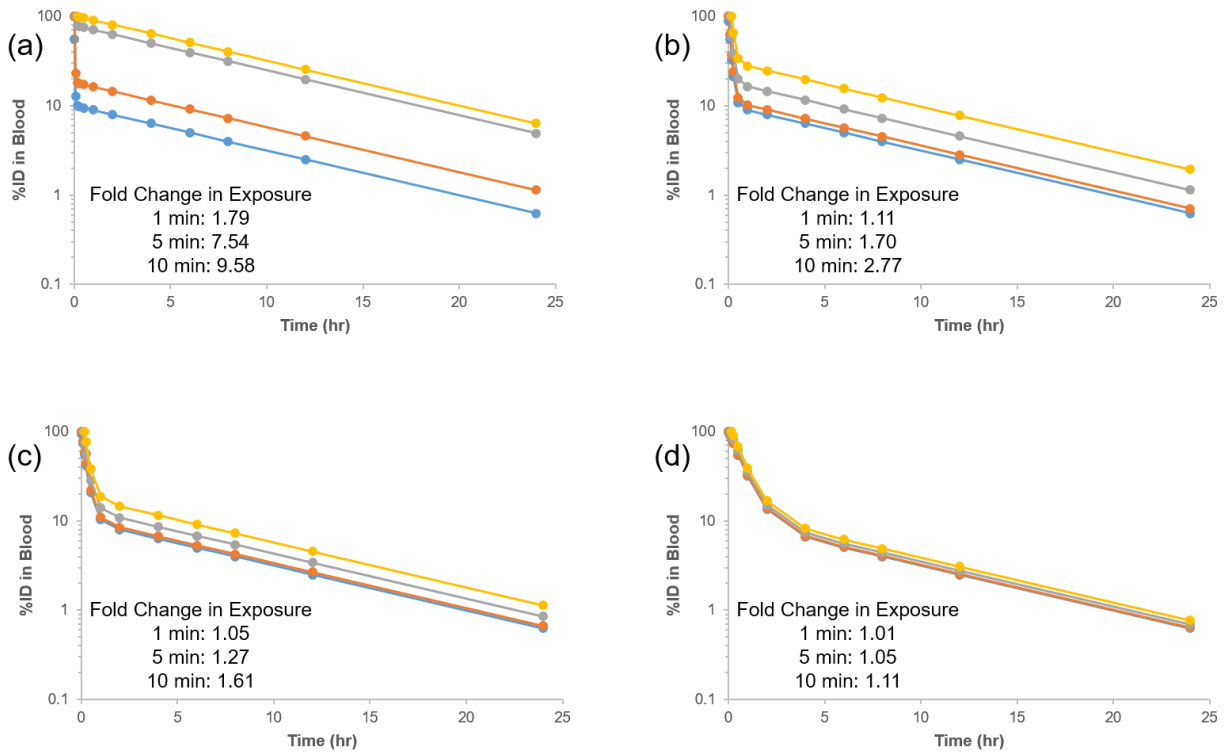 (a)
%ID in Blood
100
10
1
0.1
Fold Change in Exposure
1 min: 1.79
5 min: 7.54
10 min: 9.58
0 5 10 15 20 25
Time (hr)
(b)
%ID in Blood
100
10
1
0.1
Fold Change in Exposure
1 min: 1.11
5 min: 1.70
10 min: 2.77
0 5 10 15 20 25
Time (hr)
(c)
%ID in Blood
100
10
1
0.1
Fold Change in Exposure
1 min: 1.05
5 min: 1.27
10 min: 1.61
0 5 10 15 20 25
Time (hr)
(d)
%ID in Blood
100
10
1
0.1
Fold Change in Exposure
1 min: 1.01
5 min: 1.05
10 min: 1.11
0 5 10 15 20 25
Time (hr)